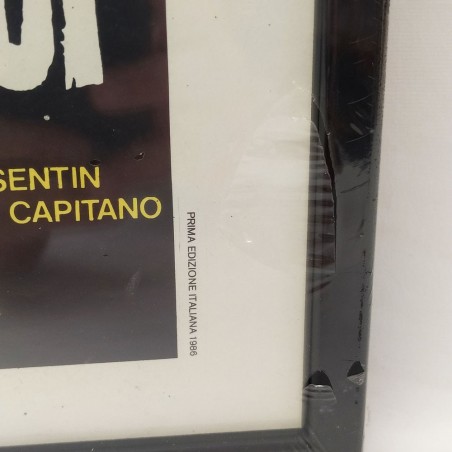 SENTIN
CAPITANO
PRIMA EDIZIONE ITALIANA 1986